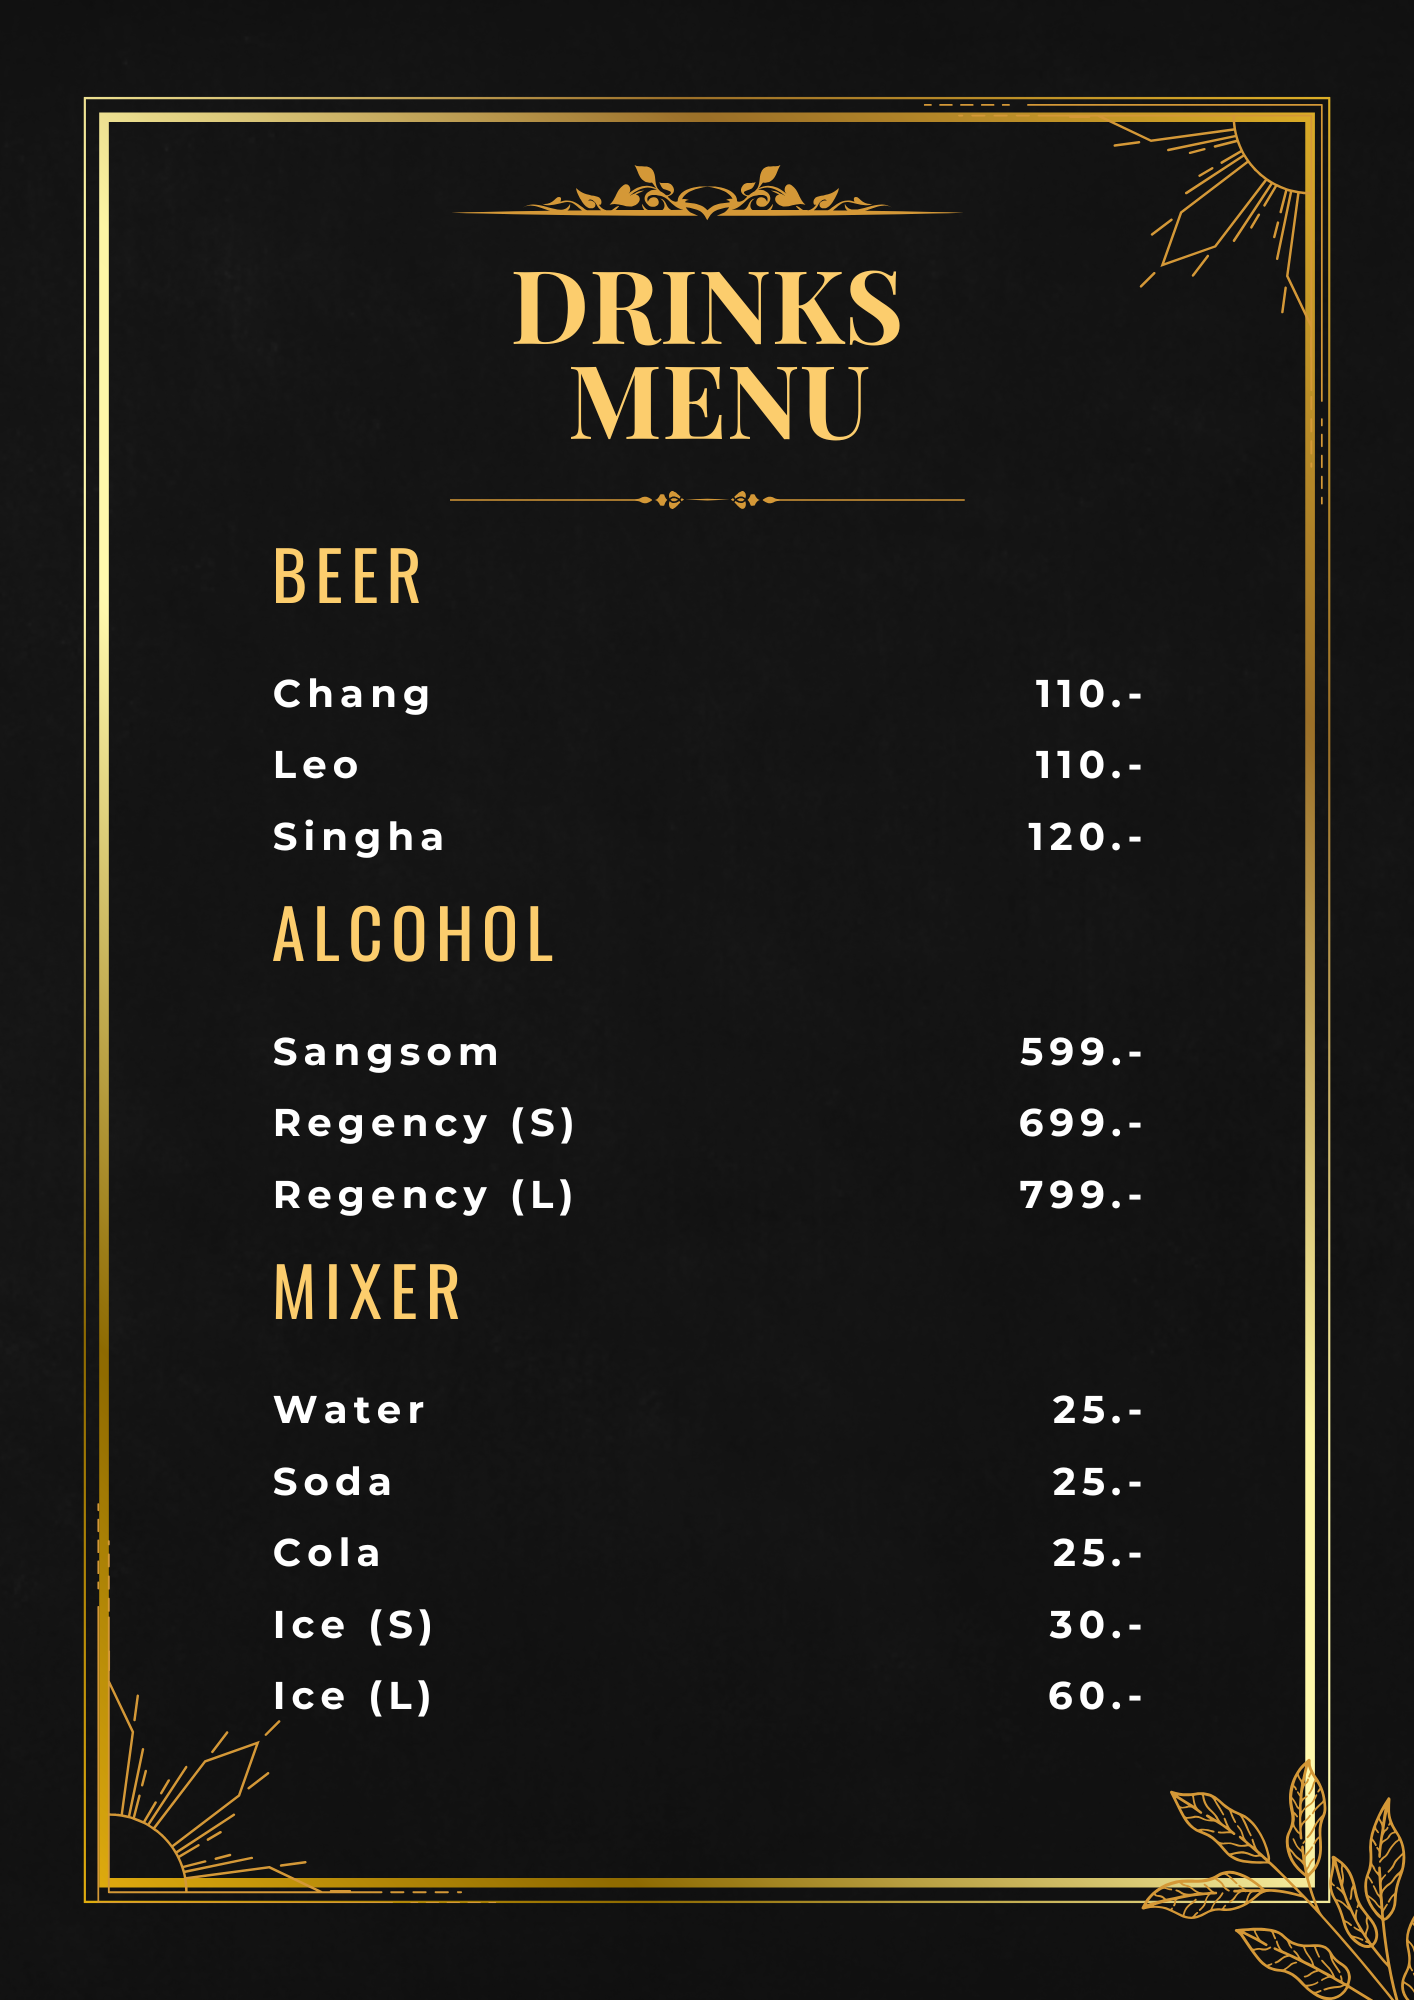 DRINKS
MENU
BEER
Chang 110.-
Leo 110.-
Singha 120.-
ALCOHOL
Sangsom 599.-
Regency (S) 699.-
Regency (L) 799.-
MIXER
Water 25.-
Soda 25.-
Cola 25.-
Ice (S) 30.-
Ice (L) 60.-